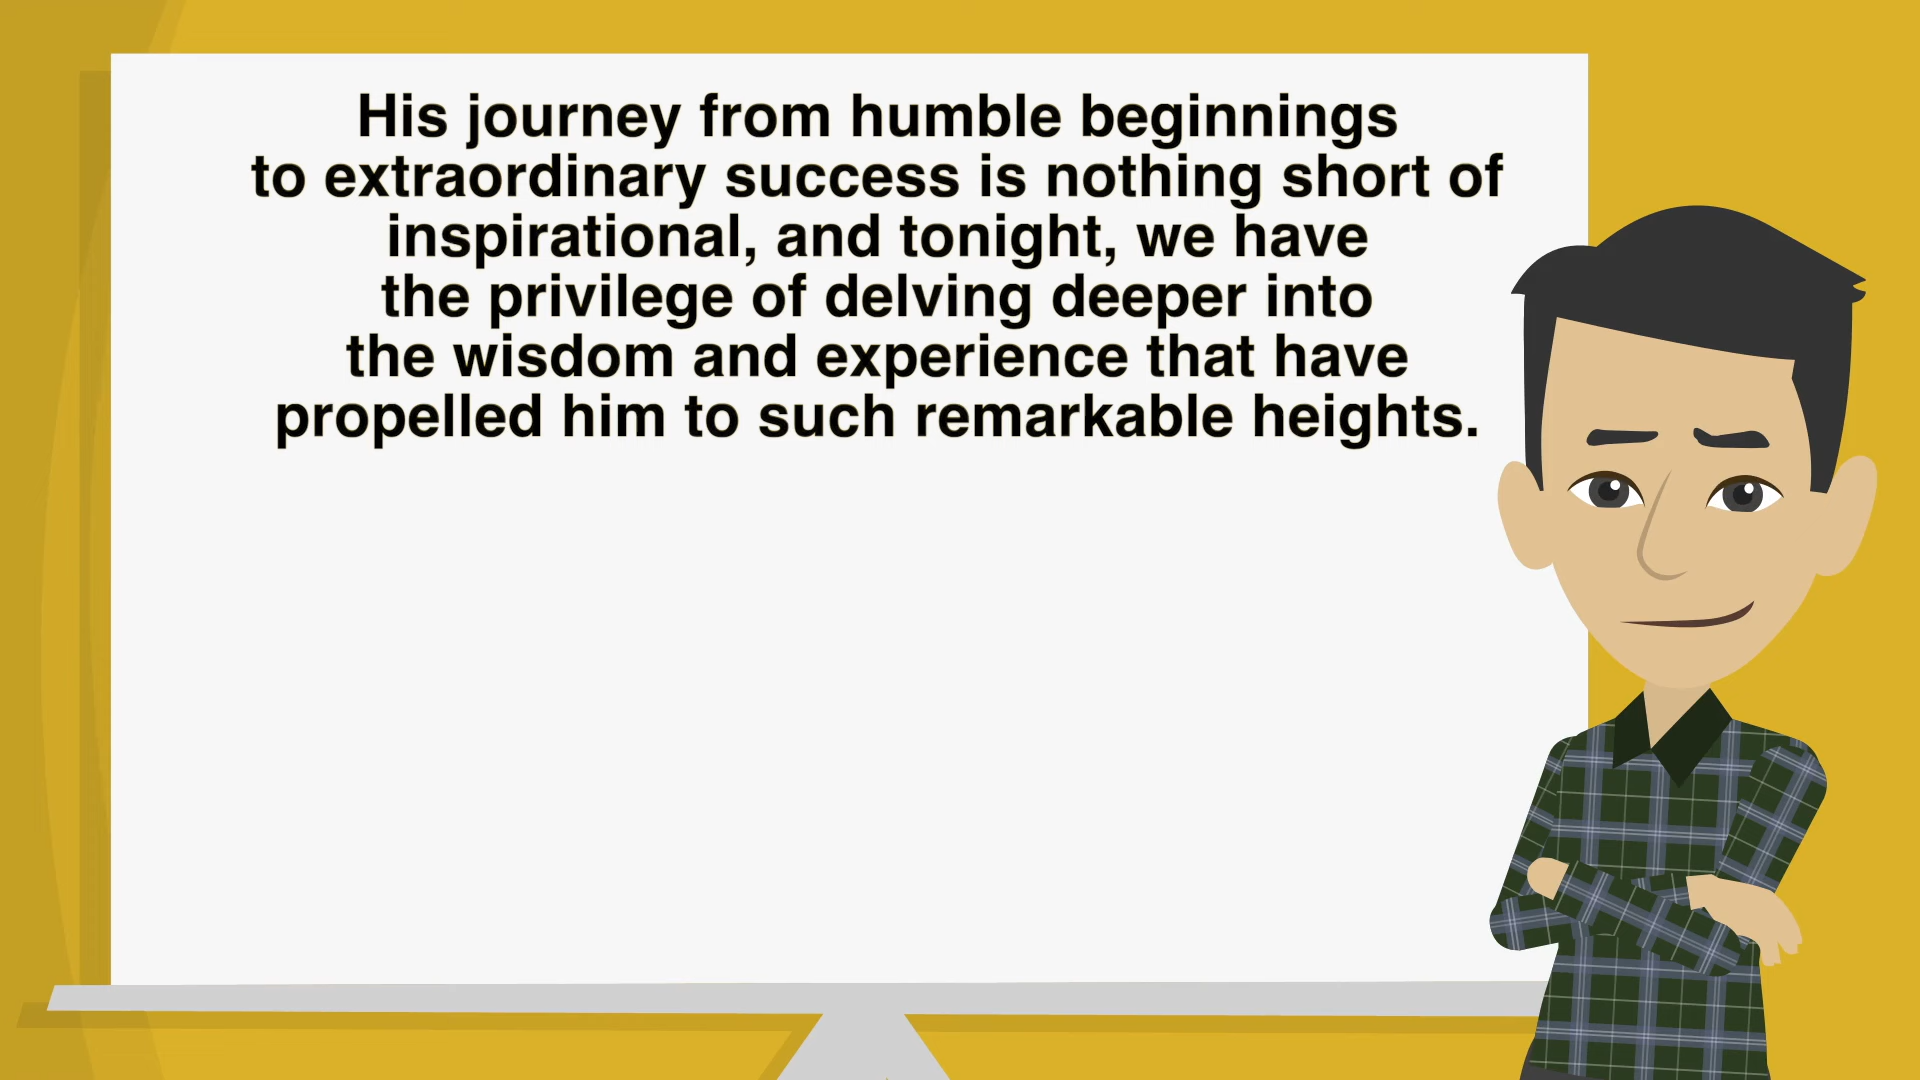 His journey from humble beginnings
to extraordinary success is nothing short of
inspirational, and tonight, we have
the privilege of delving deeper into
the wisdom and experience that have
propelled him to such remarkable heights.